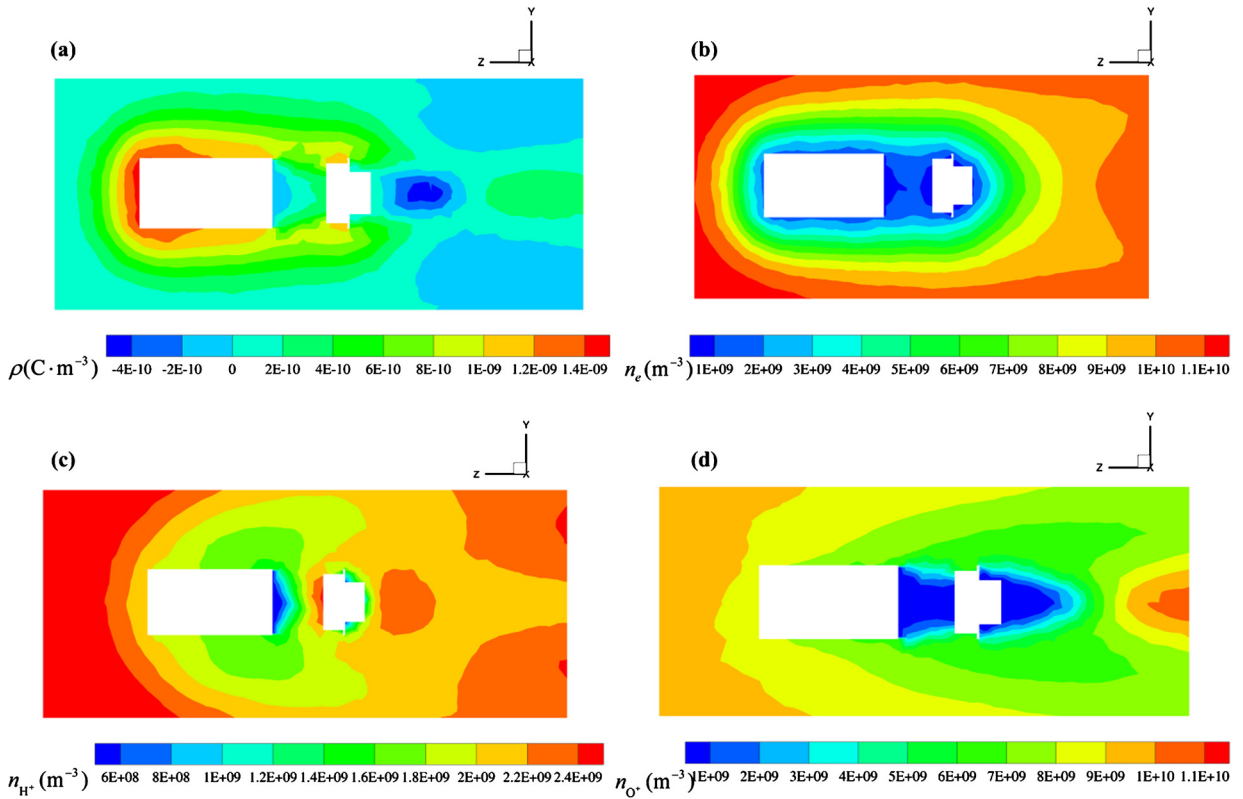 (a)
Y
Z
X
ρ(C·m⁻³)
-4E-10 -2E-10 0 2E-10 4E-10 6E-10 8E-10 1E-09 1.2E-09 1.4E-09
(b)
Y
Z
X
nₑ(m⁻³)
1E+09 2E+09 3E+09 4E+09 5E+09 6E+09 7E+09 8E+09 9E+09 1E+10 1.1E+10
(c)
Y
Z
X
n_H⁺(m⁻³)
6E+08 8E+08 1E+09 1.2E+09 1.4E+09 1.6E+09 1.8E+09 2E+09 2.2E+09 2.4E+09
(d)
Y
Z
X
n_O⁺(m⁻³)
1E+09 2E+09 3E+09 4E+09 5E+09 6E+09 7E+09 8E+09 9E+09 1E+10 1.1E+10